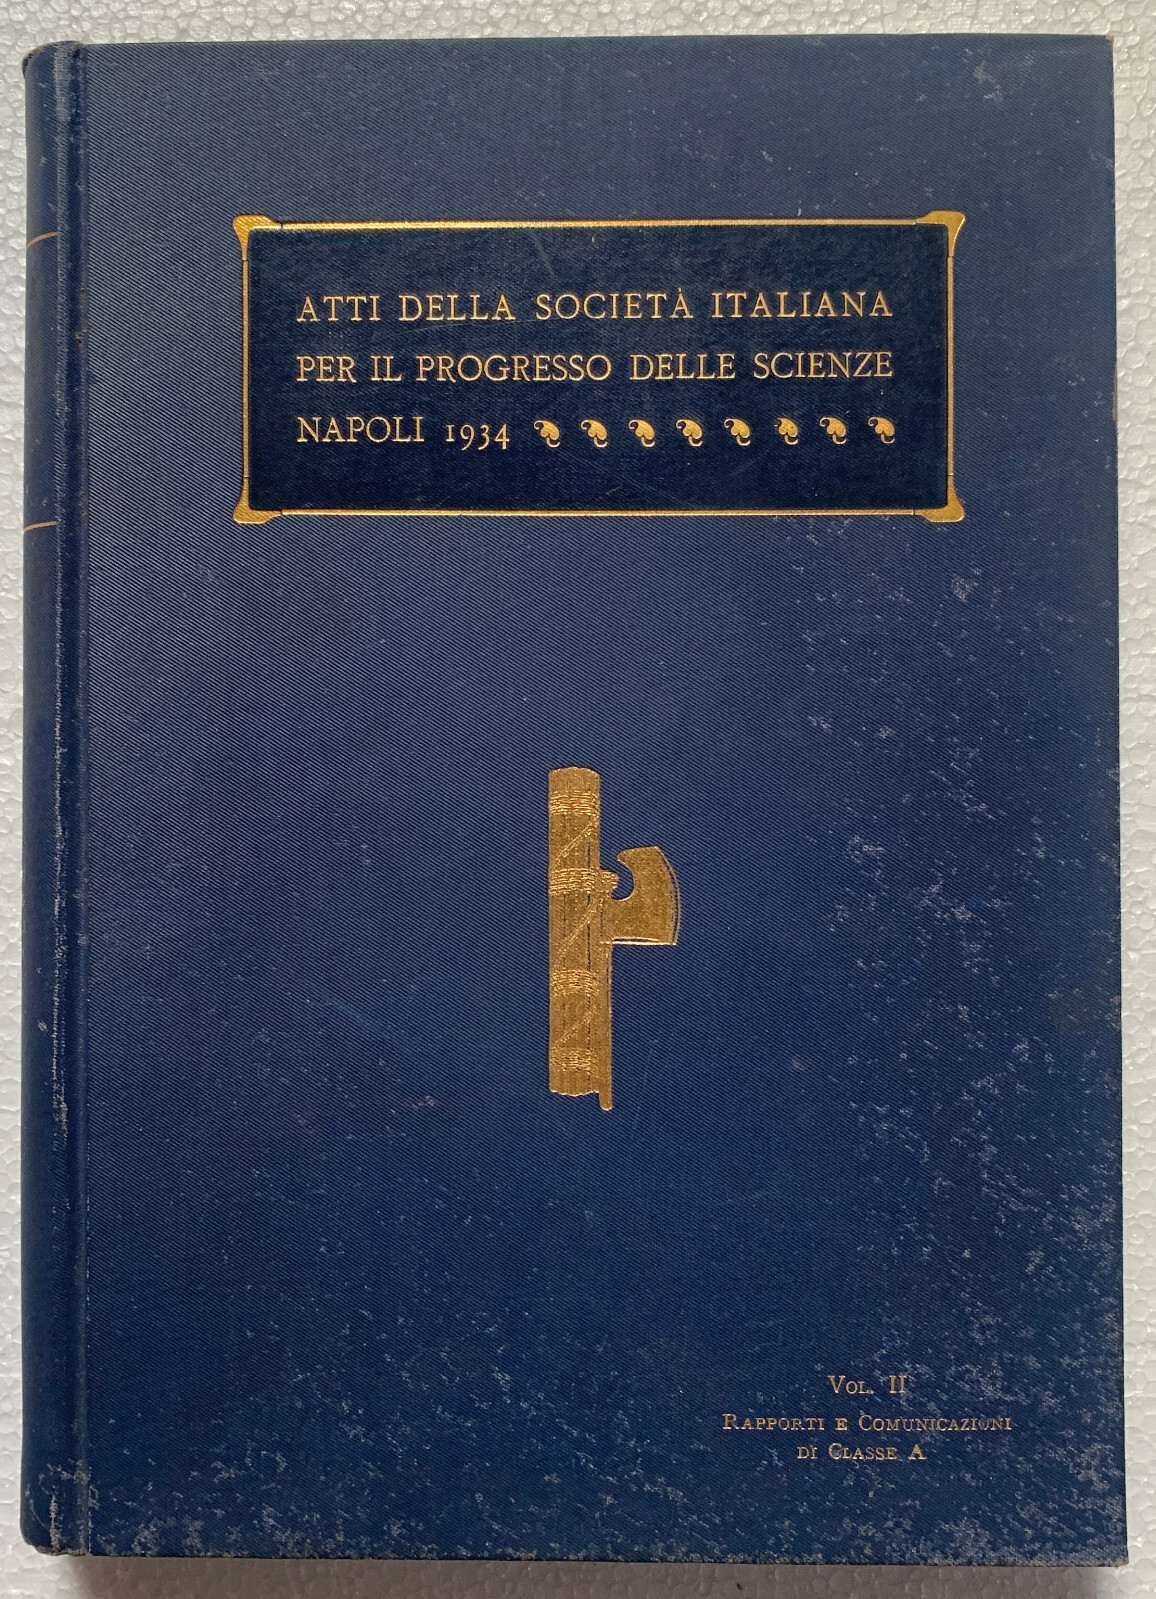 ATTI DELLA SOCIETÀ ITALIANA
PER IL PROGRESSO DELLE SCIENZE
NAPOLI 1934
VOL. II
RAPPORTI E COMUNICAZIONI
DI CLASSE A